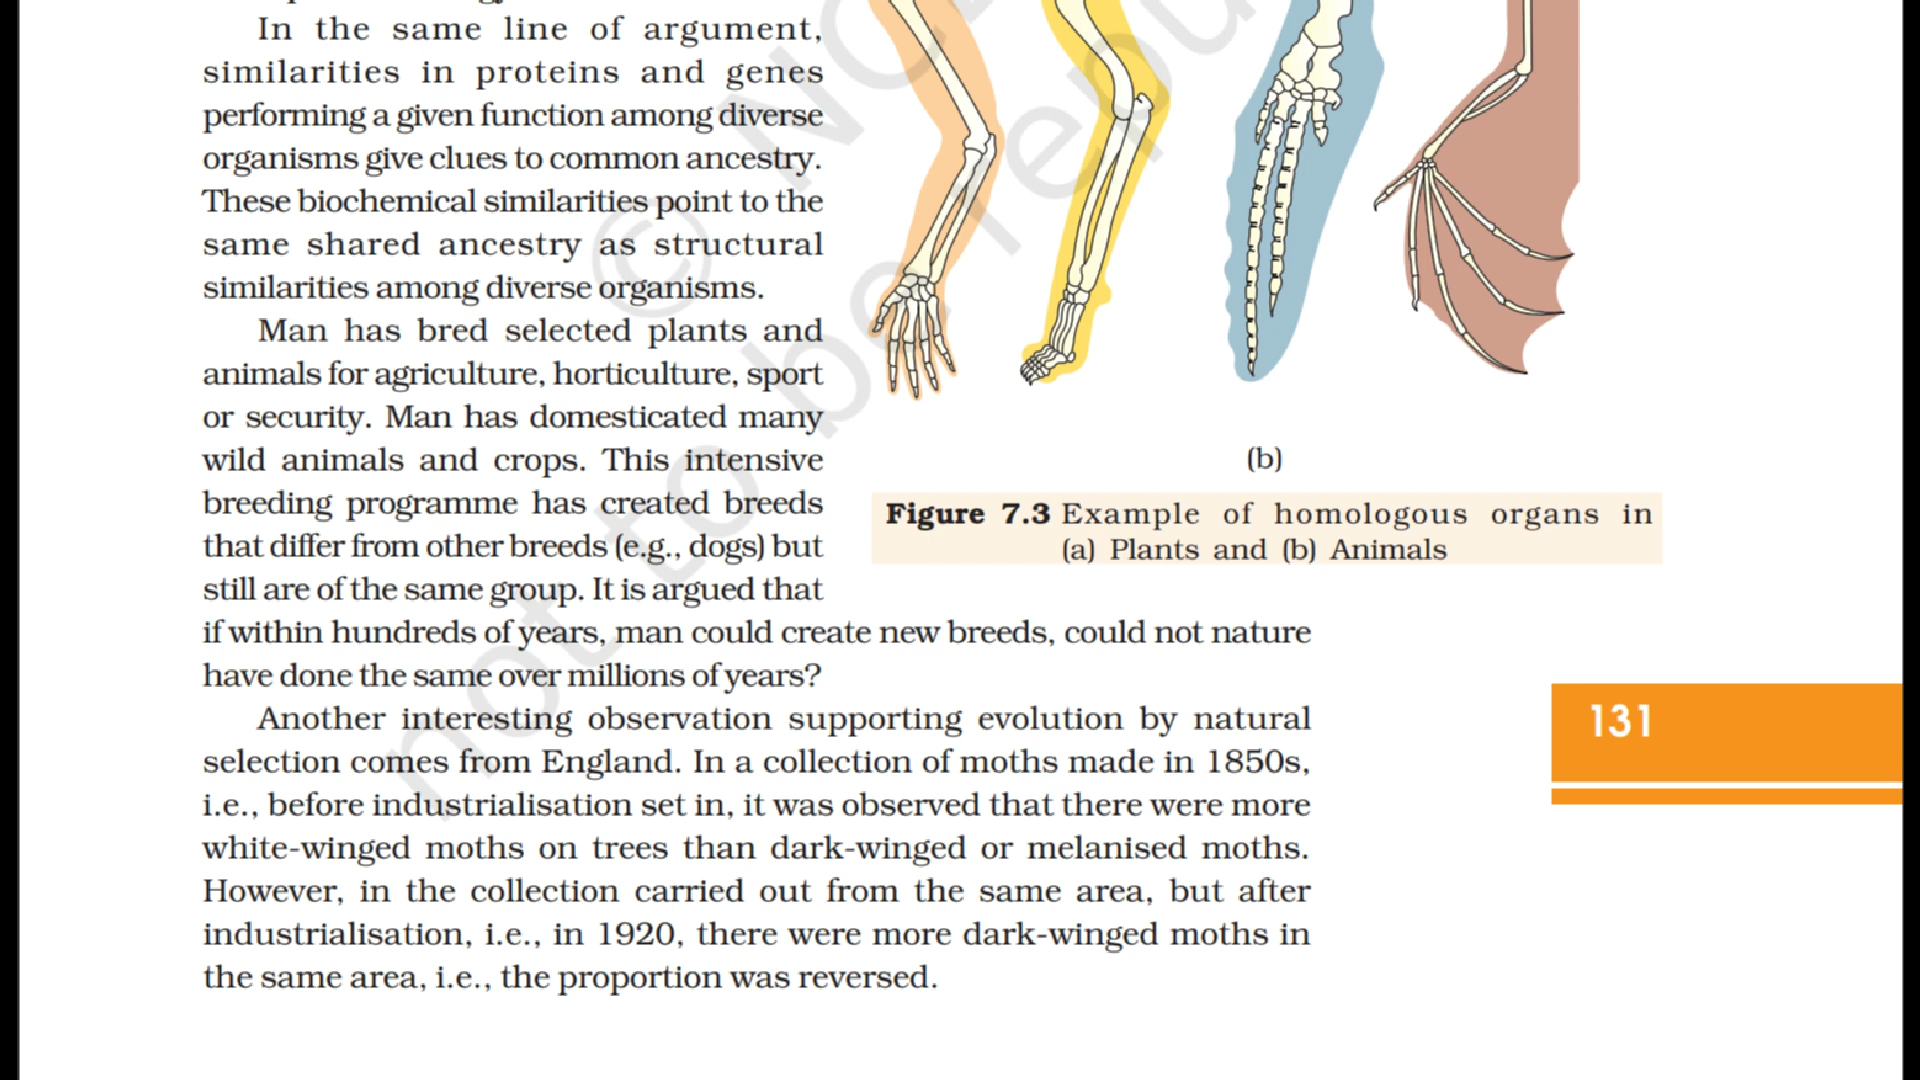 In the same line of argument,
similarities in proteins and genes
performing a given function among diverse
organisms give clues to common ancestry.
These biochemical similarities point to the
same shared ancestry as structural
similarities among diverse organisms.
Man has bred selected plants and
animals for agriculture, horticulture, sport
or security. Man has domesticated many
wild animals and crops. This intensive
breeding programme has created breeds
that differ from other breeds (e.g., dogs) but
still are of the same group. It is argued that
if within hundreds of years, man could create new breeds, could not nature
have done the same over millions of years?
Another interesting observation supporting evolution by natural
selection comes from England. In a collection of moths made in 1850s,
i.e., before industrialisation set in, it was observed that there were more
white-winged moths on trees than dark-winged or melanised moths.
However, in the collection carried out from the same area, but after
industrialisation, i.e., in 1920, there were more dark-winged moths in
the same area, i.e., the proportion was reversed.
(b)
Figure 7.3 Example of homologous organs in
(a) Plants and (b) Animals
131
© NC
not to be repu